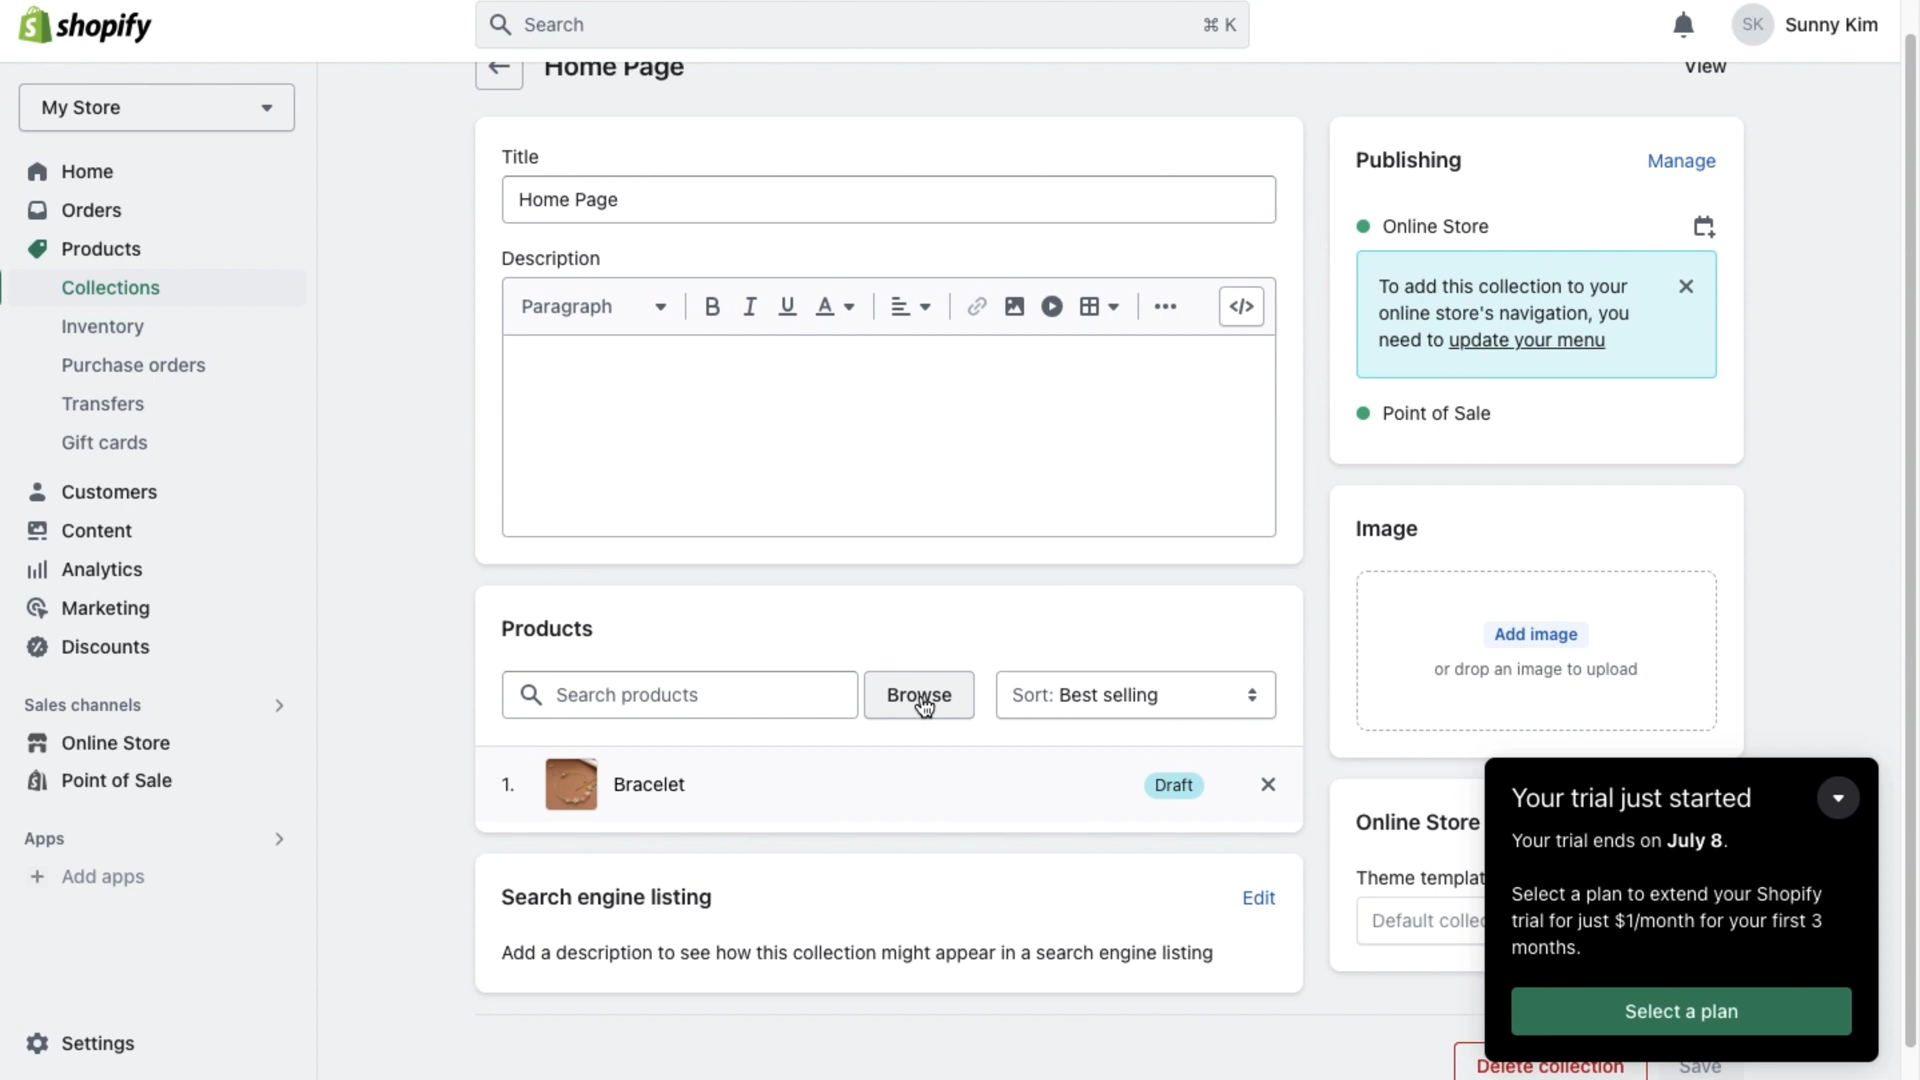 shopify
Search
⌘ K
SK
Sunny Kim
My Store
Home
Orders
Products
Collections
Inventory
Purchase orders
Transfers
Gift cards
Customers
Content
Analytics
Marketing
Discounts
Sales channels
Online Store
Point of Sale
Apps
Add apps
Settings
Home Page
View
Title
Home Page
Description
Paragraph
B I U A
</>
Products
Search products
Browse
Sort: Best selling
1.
Bracelet
Draft
Search engine listing
Edit
Add a description to see how this collection might appear in a search engine listing
Publishing
Manage
Online Store
To add this collection to your
online store's navigation, you
need to update your menu
Point of Sale
Image
Add image
or drop an image to upload
Online Store
Theme templat
Default collec
Your trial just started
Your trial ends on July 8.
Select a plan to extend your Shopify
trial for just $1/month for your first 3
months.
Select a plan
Delete collection
Save